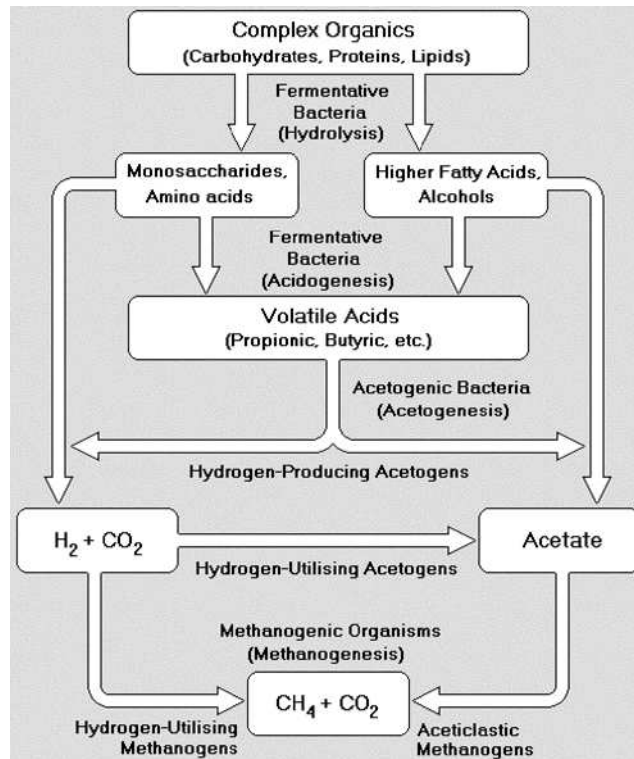 Complex Organics
(Carbohydrates, Proteins, Lipids)
Fermentative
Bacteria
(Hydrolysis)
Monosaccharides,
Amino acids
Higher Fatty Acids,
Alcohols
Fermentative
Bacteria
(Acidogenesis)
Volatile Acids
(Propionic, Butyric, etc.)
Acetogenic Bacteria
(Acetogenesis)
Hydrogen-Producing Acetogens
H₂ + CO₂
Acetate
Hydrogen-Utilising Acetogens
Methanogenic Organisms
(Methanogenesis)
CH₄ + CO₂
Hydrogen-Utilising
Methanogens
Aceticlastic
Methanogens